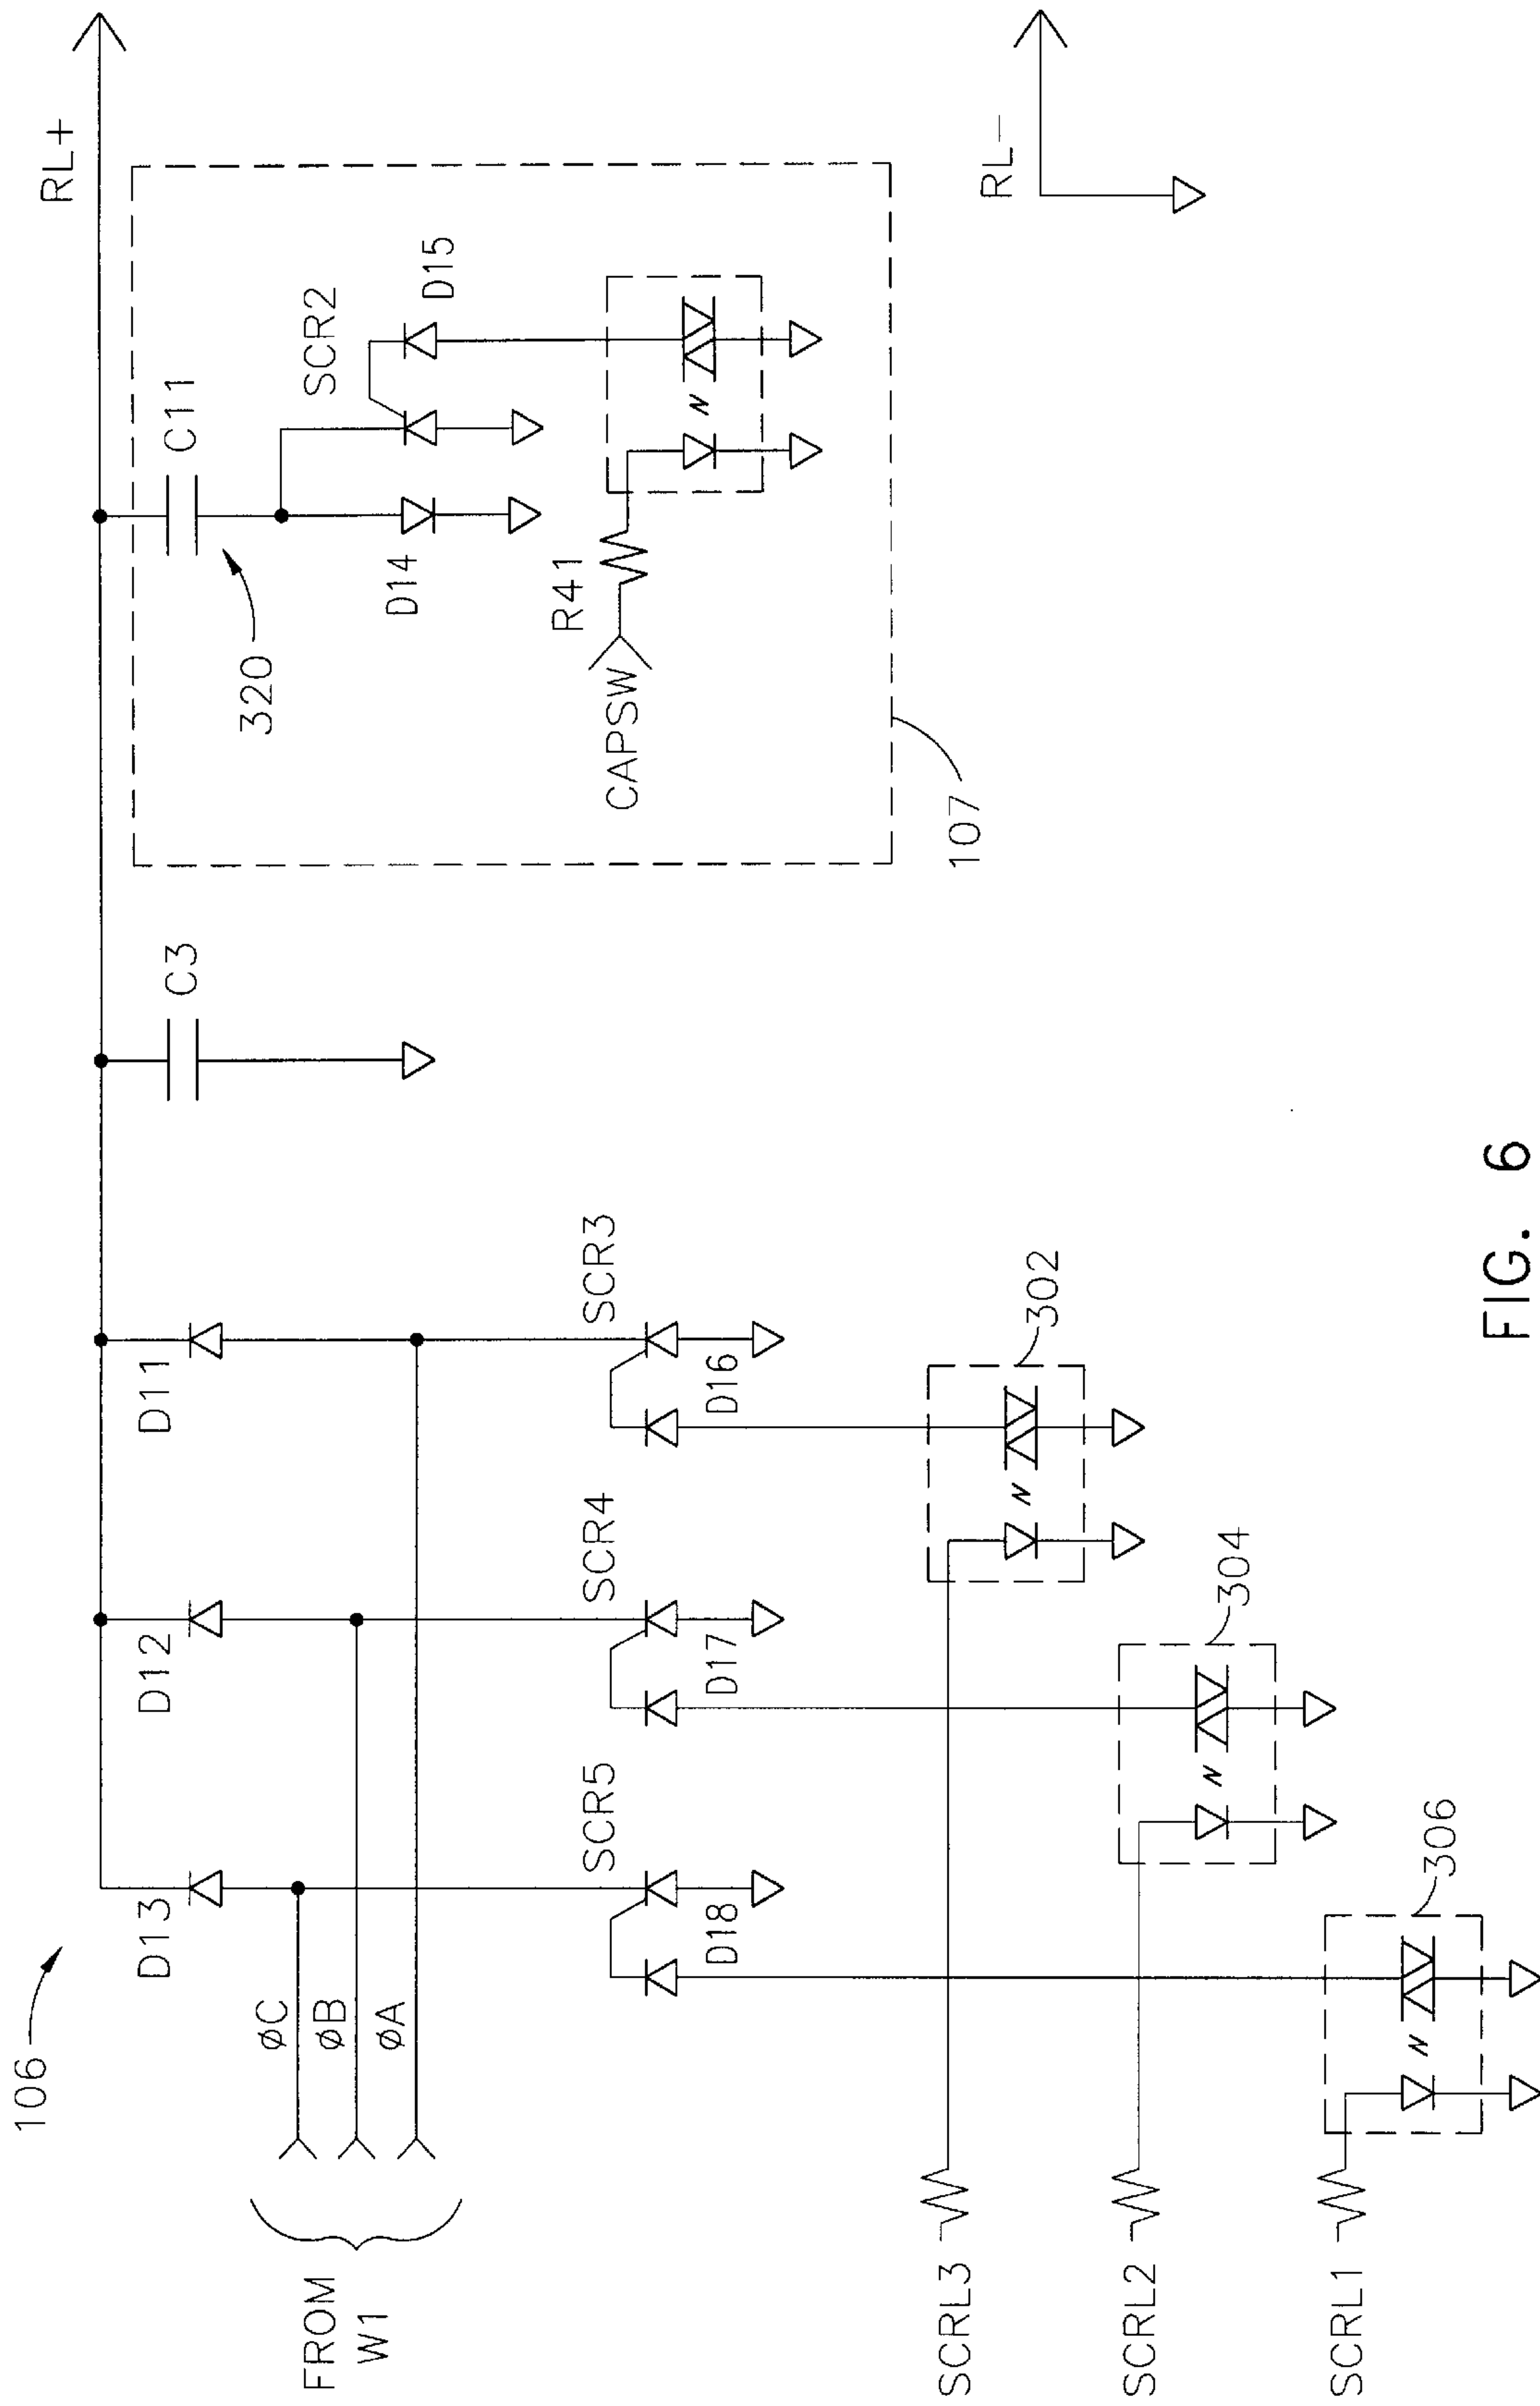 106
RL+
D13
D12
D11
C3
C11
320
SCR2
D14
D15
øC
øB
øA
FROM
W1
SCR5
SCR4
SCR3
D18
D17
D16
R41
CAPSW
107
RL–
SCRL3
302
SCRL2
304
SCRL1
306
FIG. 6